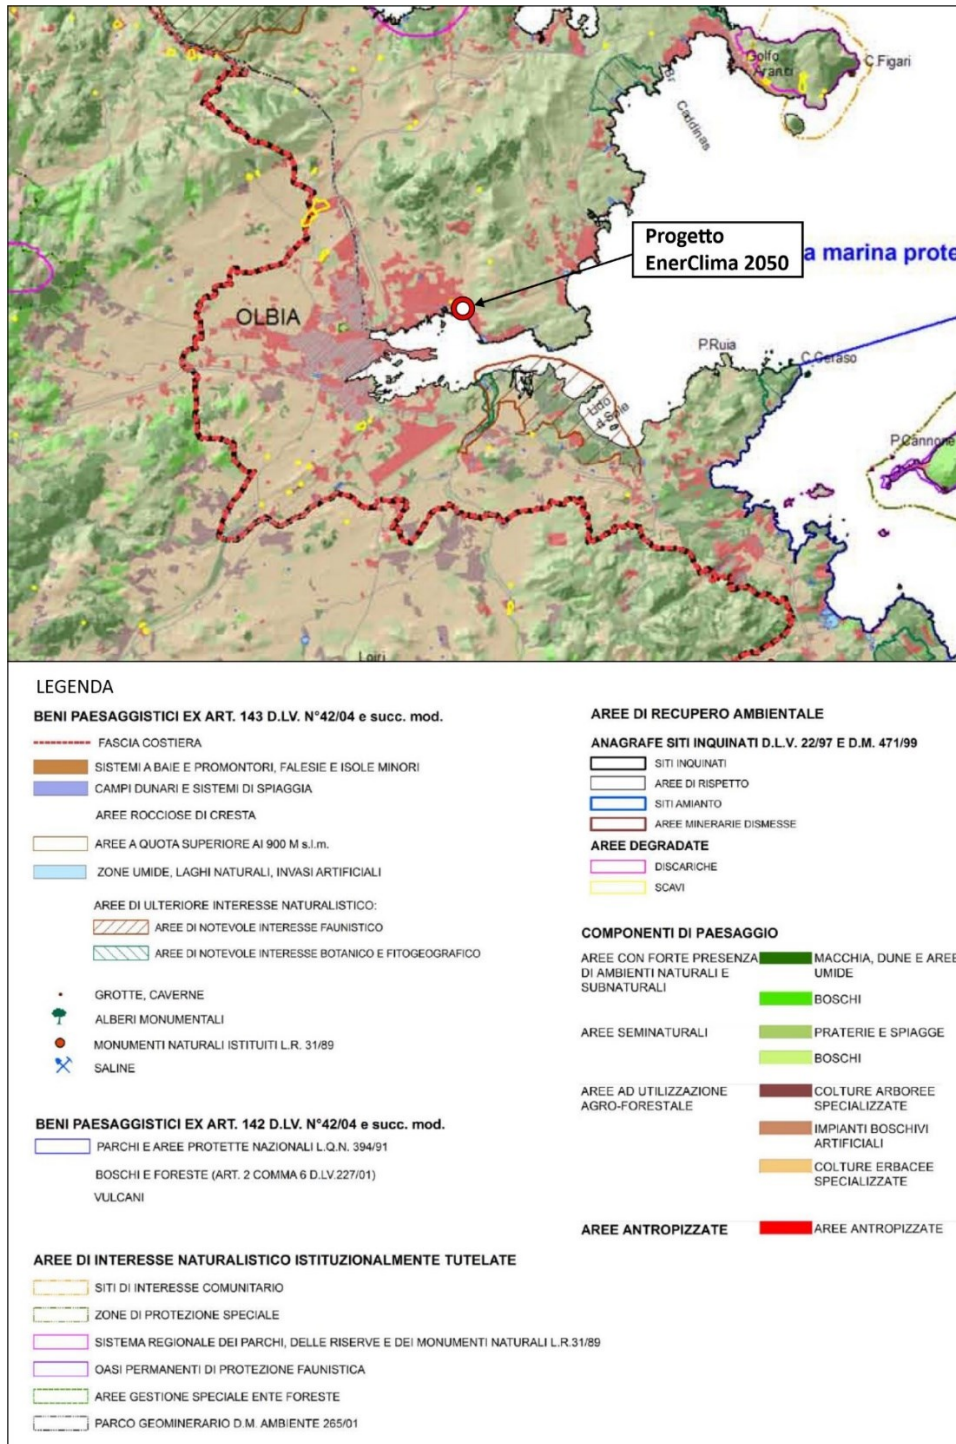 Golfo
Aranci
C.Figari
Caddinas
Progetto
EnerClima 2050
a marina prote
OLBIA
P.Ruia
C.Ceraso
Lido
d.Sole
P.Cannone
Loiri
LEGENDA
BENI PAESAGGISTICI EX ART. 143 D.LV. N°42/04 e succ. mod.
FASCIA COSTIERA
SISTEMI A BAIE E PROMONTORI, FALESIE E ISOLE MINORI
CAMPI DUNARI E SISTEMI DI SPIAGGIA
AREE ROCCIOSE DI CRESTA
AREE A QUOTA SUPERIORE AI 900 M s.l.m.
ZONE UMIDE, LAGHI NATURALI, INVASI ARTIFICIALI
AREE DI ULTERIORE INTERESSE NATURALISTICO:
AREE DI NOTEVOLE INTERESSE FAUNISTICO
AREE DI NOTEVOLE INTERESSE BOTANICO E FITOGEOGRAFICO
GROTTE, CAVERNE
ALBERI MONUMENTALI
MONUMENTI NATURALI ISTITUITI L.R. 31/89
SALINE
BENI PAESAGGISTICI EX ART. 142 D.LV. N°42/04 e succ. mod.
PARCHI E AREE PROTETTE NAZIONALI L.Q.N. 394/91
BOSCHI E FORESTE (ART. 2 COMMA 6 D.LV.227/01)
VULCANI
AREE DI INTERESSE NATURALISTICO ISTITUZIONALMENTE TUTELATE
SITI DI INTERESSE COMUNITARIO
ZONE DI PROTEZIONE SPECIALE
SISTEMA REGIONALE DEI PARCHI, DELLE RISERVE E DEI MONUMENTI NATURALI L.R.31/89
OASI PERMANENTI DI PROTEZIONE FAUNISTICA
AREE GESTIONE SPECIALE ENTE FORESTE
PARCO GEOMINERARIO D.M. AMBIENTE 265/01
AREE DI RECUPERO AMBIENTALE
ANAGRAFE SITI INQUINATI D.L.V. 22/97 E D.M. 471/99
SITI INQUINATI
AREE DI RISPETTO
SITI AMIANTO
AREE MINERARIE DISMESSE
AREE DEGRADATE
DISCARICHE
SCAVI
COMPONENTI DI PAESAGGIO
AREE CON FORTE PRESENZA
DI AMBIENTI NATURALI E
SUBNATURALI
MACCHIA, DUNE E AREE
UMIDE
BOSCHI
AREE SEMINATURALI
PRATERIE E SPIAGGE
BOSCHI
AREE AD UTILIZZAZIONE
AGRO-FORESTALE
COLTURE ARBOREE
SPECIALIZZATE
IMPIANTI BOSCHIVI
ARTIFICIALI
COLTURE ERBACEE
SPECIALIZZATE
AREE ANTROPIZZATE
AREE ANTROPIZZATE